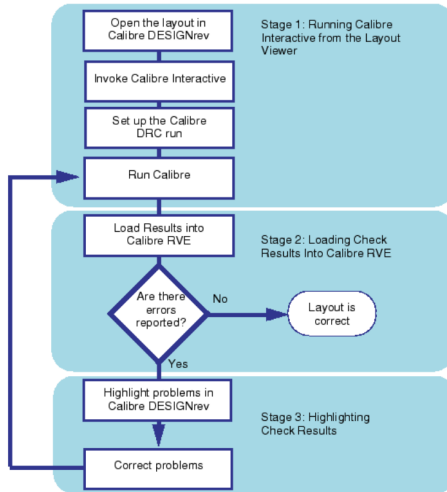 Open the layout in
Calibre DESIGNrev
Stage 1: Running Calibre
Interactive from the Layout
Viewer
Invoke Calibre Interactive
Set up the Calibre
DRC run
Run Calibre
Load Results into
Calibre RVE
Stage 2: Loading Check
Results Into Calibre RVE
Are there
errors
reported?
No
Layout is
correct
Yes
Highlight problems in
Calibre DESIGNrev
Stage 3: Highlighting
Check Results
Correct problems